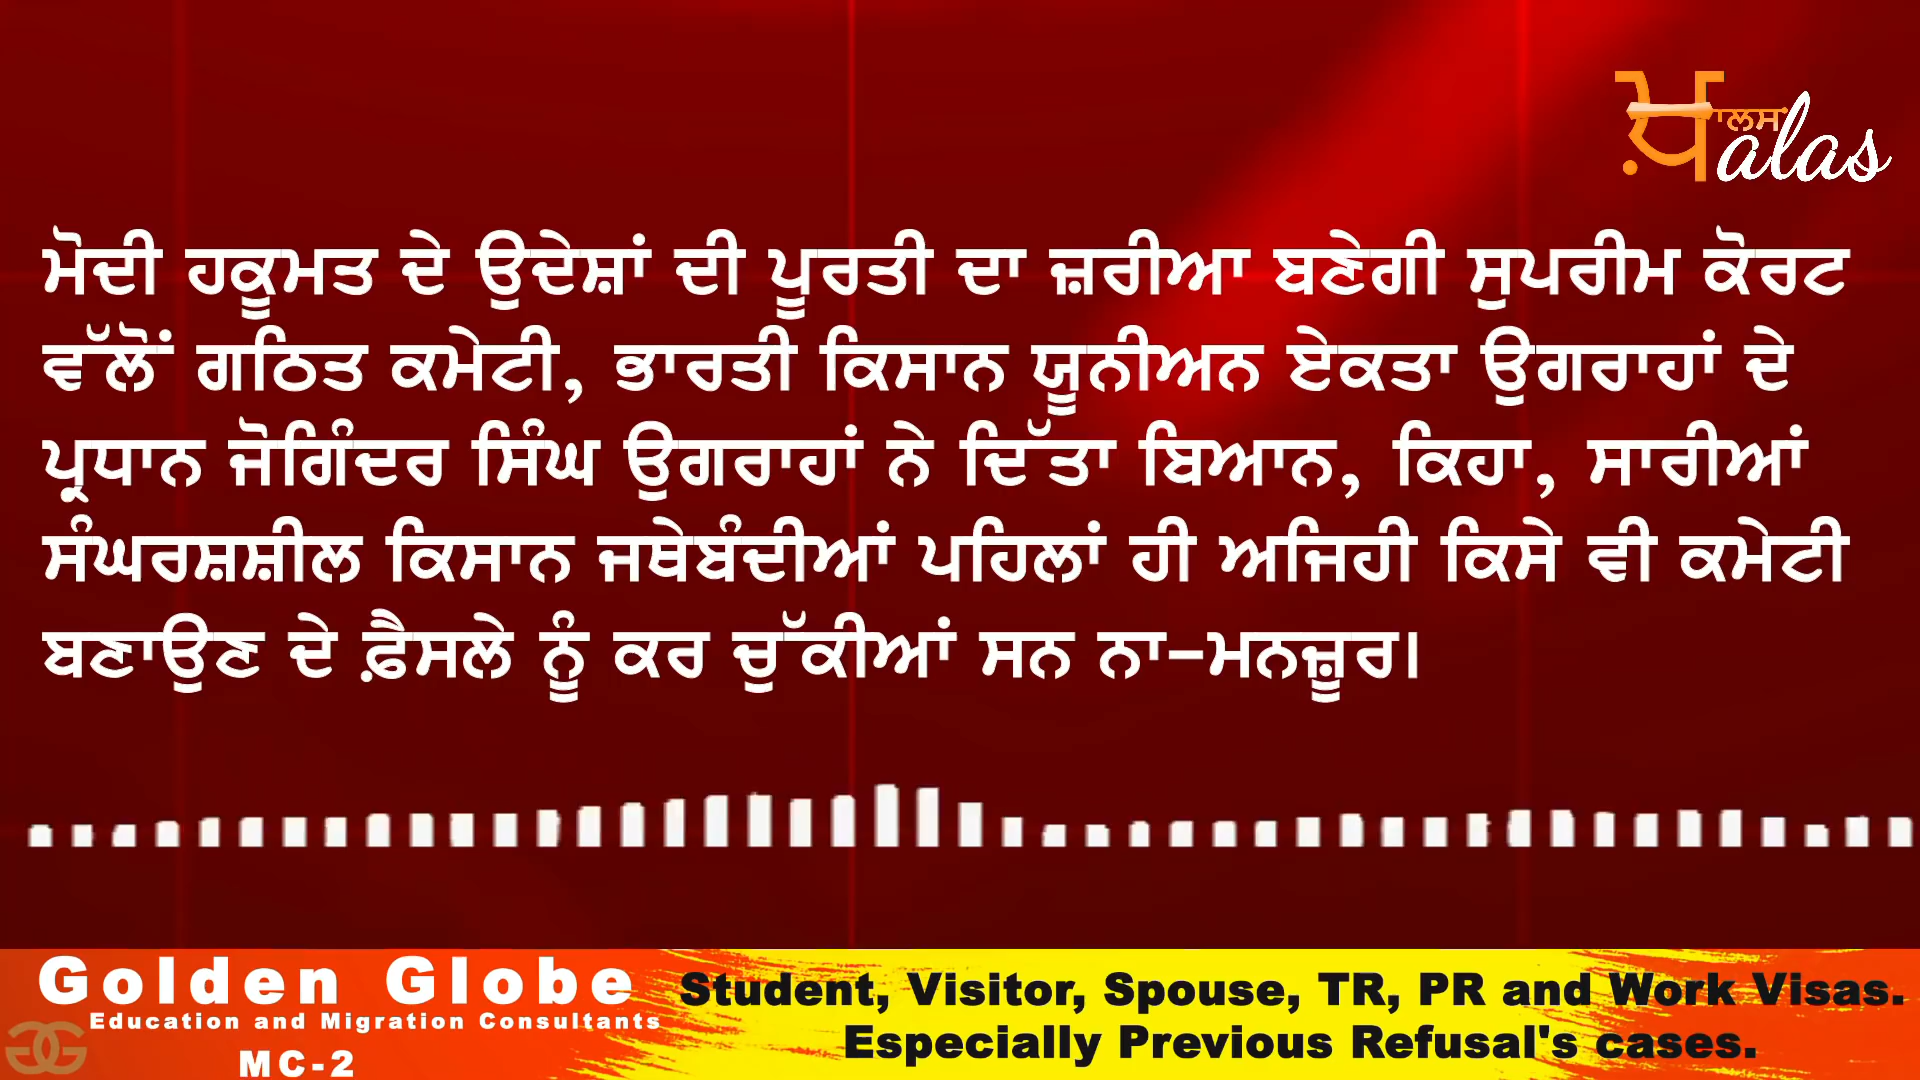 ਖ਼ਾਲਸ alas
ਮੋਦੀ ਹਕੂਮਤ ਦੇ ਉਦੇਸ਼ਾਂ ਦੀ ਪੂਰਤੀ ਦਾ ਜ਼ਰੀਆ ਬਣੇਗੀ ਸੁਪਰੀਮ ਕੋਰਟ
ਵੱਲੋਂ ਗਠਿਤ ਕਮੇਟੀ, ਭਾਰਤੀ ਕਿਸਾਨ ਯੂਨੀਅਨ ਏਕਤਾ ਉਗਰਾਹਾਂ ਦੇ
ਪ੍ਰਧਾਨ ਜੋਗਿੰਦਰ ਸਿੰਘ ਉਗਰਾਹਾਂ ਨੇ ਦਿੱਤਾ ਬਿਆਨ, ਕਿਹਾ, ਸਾਰੀਆਂ
ਸੰਘਰਸ਼ਸ਼ੀਲ ਕਿਸਾਨ ਜਥੇਬੰਦੀਆਂ ਪਹਿਲਾਂ ਹੀ ਅਜਿਹੀ ਕਿਸੇ ਵੀ ਕਮੇਟੀ
ਬਣਾਉਣ ਦੇ ਫ਼ੈਸਲੇ ਨੂੰ ਕਰ ਚੁੱਕੀਆਂ ਸਨ ਨਾ-ਮਨਜ਼ੂਰ।
Golden Globe
Education and Migration Consultants
MC-2
Student, Visitor, Spouse, TR, PR and Work Visas.
Especially Previous Refusal's cases.